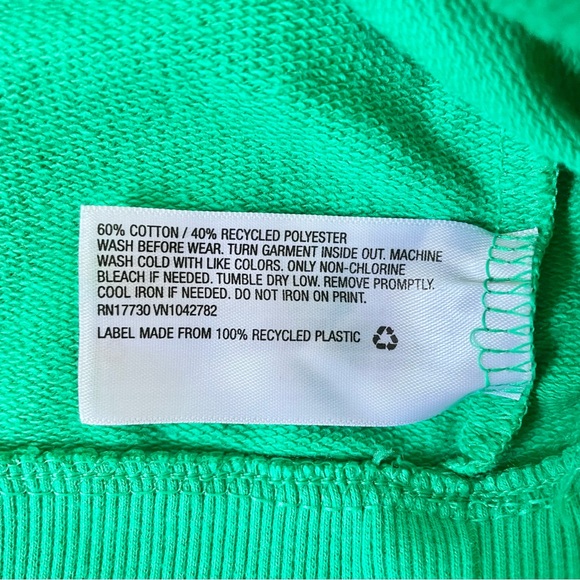 60% COTTON / 40% RECYCLED POLYESTER
WASH BEFORE WEAR. TURN GARMENT INSIDE OUT. MACHINE
WASH COLD WITH LIKE COLORS. ONLY NON-CHLORINE
BLEACH IF NEEDED. TUMBLE DRY LOW. REMOVE PROMPTLY.
COOL IRON IF NEEDED. DO NOT IRON ON PRINT.
RN17730 VN1042782
LABEL MADE FROM 100% RECYCLED PLASTIC